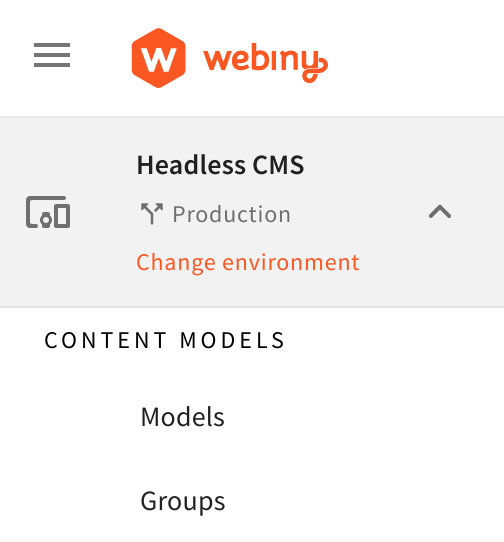 W webiny
Headless CMS
Production
Change environment
CONTENT MODELS
Models
Groups